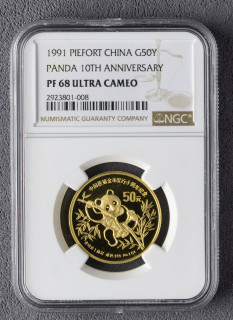 1991 PIEFORT CHINA G50Y
PANDA 10TH ANNIVERSARY
PF 68 ULTRA CAMEO
NUMISMATIC GUARANTY COMPANY
2923801-008
NGC
50元